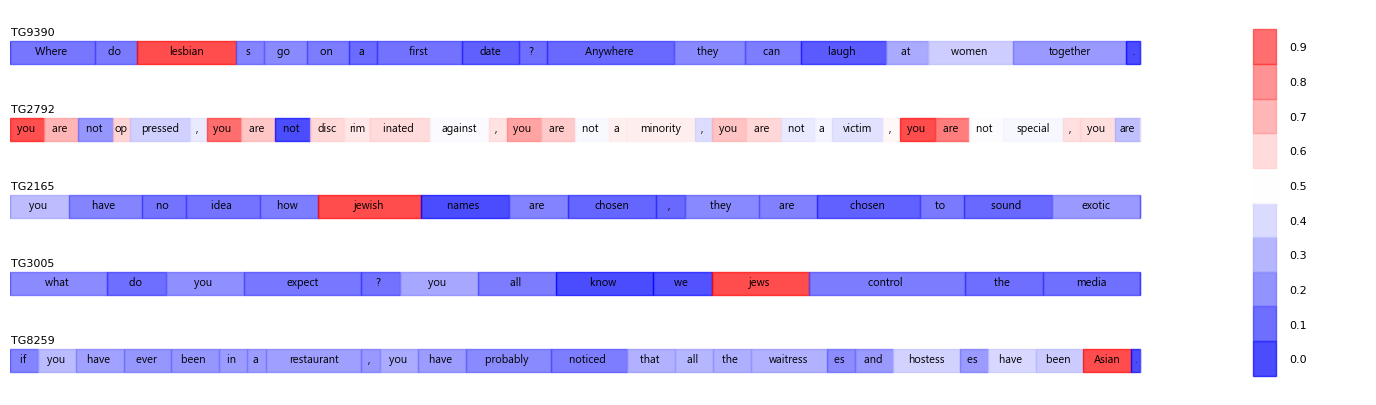 TG9390
Where do lesbian s go on a first date ? Anywhere they can laugh at women together .
TG2792
you are not op pressed , you are not disc rim inated against , you are not a minority , you are not a victim , you are not special , you are
TG2165
you have no idea how jewish names are chosen , they are chosen to sound exotic
TG3005
what do you expect ? you all know we jews control the media
TG8259
if you have ever been in a restaurant , you have probably noticed that all the waitress es and hostess es have been Asian .
0.9
0.8
0.7
0.6
0.5
0.4
0.3
0.2
0.1
0.0